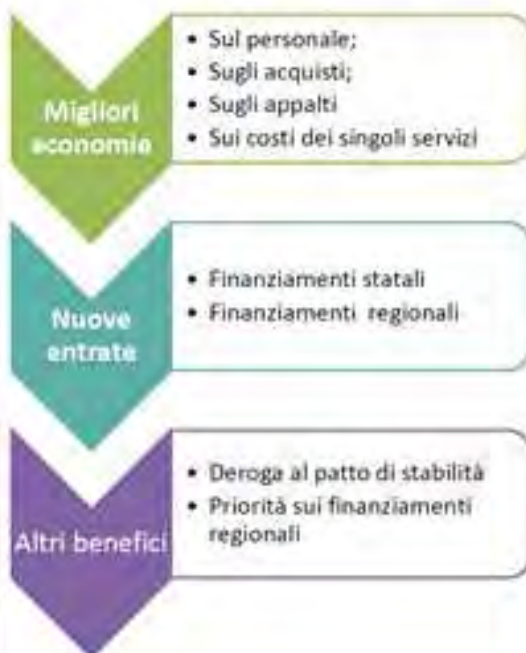 Migliori
economie
• Sul personale;
• Sugli acquisti;
• Sugli appalti
• Sui costi dei singoli servizi
Nuove
entrate
• Finanziamenti statali
• Finanziamenti regionali
Altri benefici
• Deroga al patto di stabilità
• Priorità sui finanziamenti
regionali